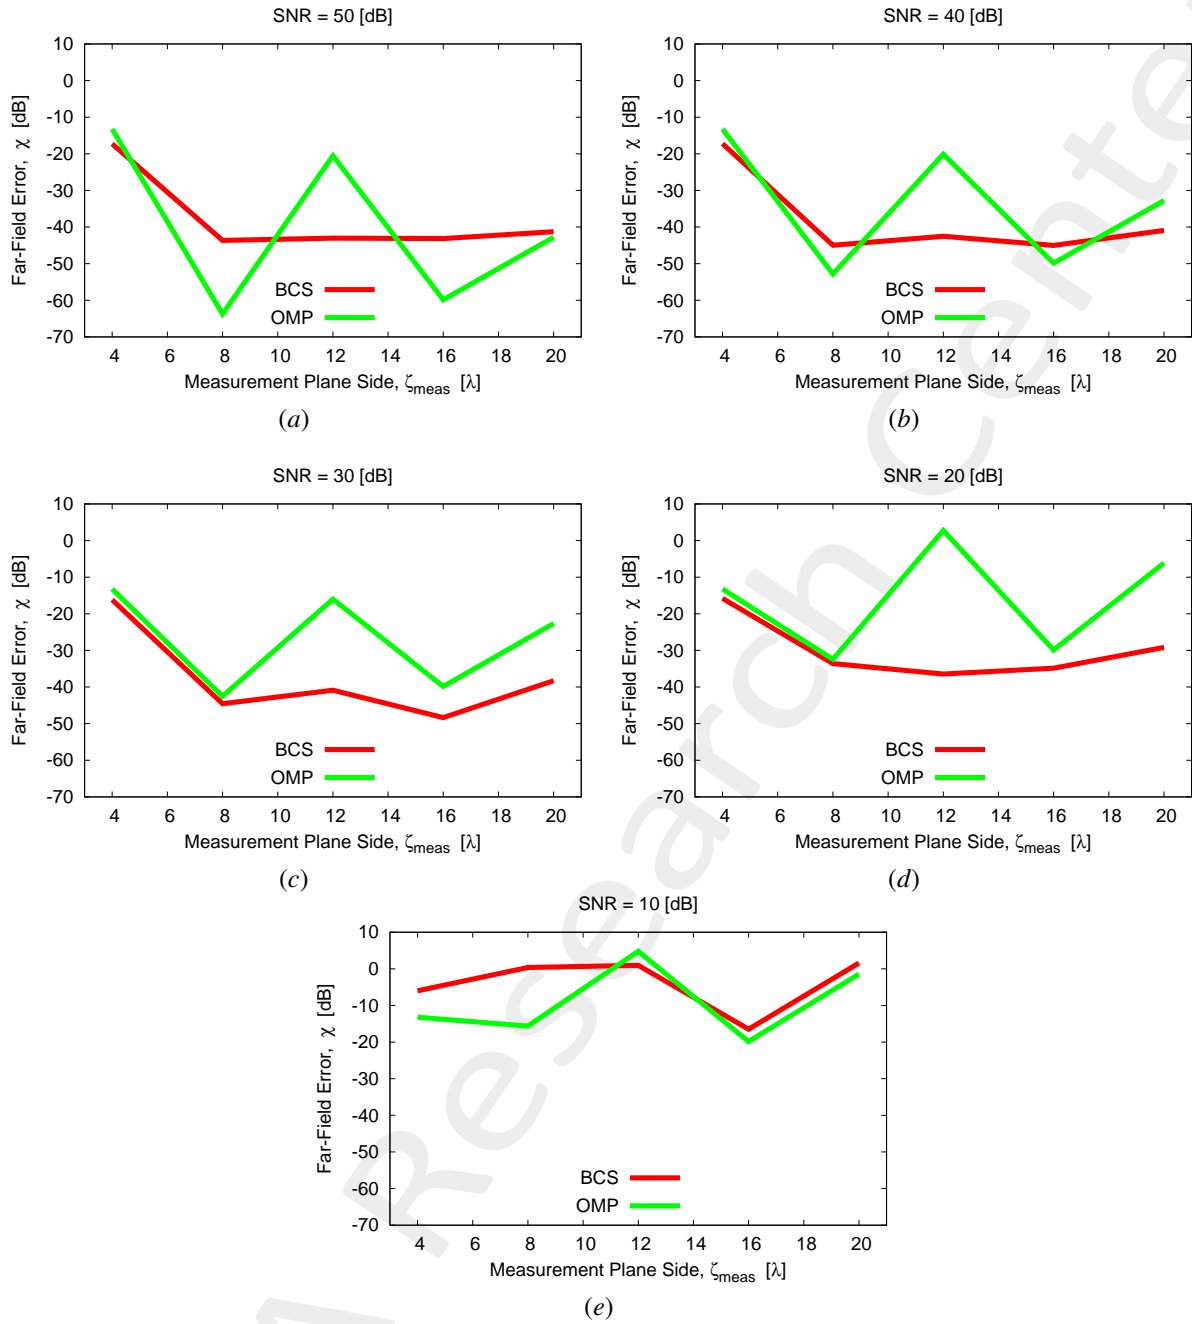 SNR = 50 [dB]
Far-Field Error, χ [dB]
10
0
-10
-20
-30
-40
-50
-60
-70
BCS
OMP
4 6 8 10 12 14 16 18 20
Measurement Plane Side, ζmeas [λ]
(a)
SNR = 40 [dB]
Far-Field Error, χ [dB]
10
0
-10
-20
-30
-40
-50
-60
-70
BCS
OMP
4 6 8 10 12 14 16 18 20
Measurement Plane Side, ζmeas [λ]
(b)
SNR = 30 [dB]
Far-Field Error, χ [dB]
10
0
-10
-20
-30
-40
-50
-60
-70
BCS
OMP
4 6 8 10 12 14 16 18 20
Measurement Plane Side, ζmeas [λ]
(c)
SNR = 20 [dB]
Far-Field Error, χ [dB]
10
0
-10
-20
-30
-40
-50
-60
-70
BCS
OMP
4 6 8 10 12 14 16 18 20
Measurement Plane Side, ζmeas [λ]
(d)
SNR = 10 [dB]
Far-Field Error, χ [dB]
10
0
-10
-20
-30
-40
-50
-60
-70
BCS
OMP
4 6 8 10 12 14 16 18 20
Measurement Plane Side, ζmeas [λ]
(e)
Research Cente